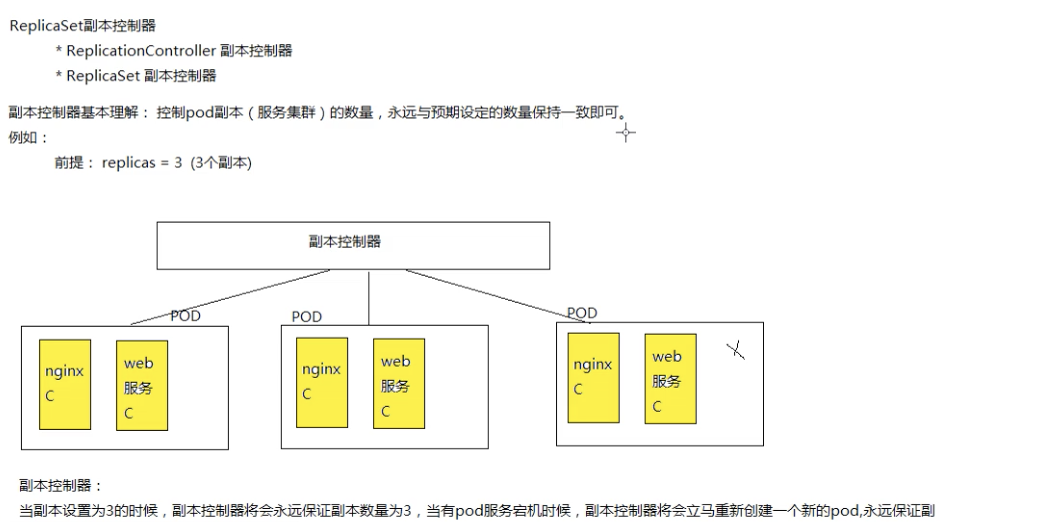 ReplicaSet副本控制器
* ReplicationController 副本控制器
* ReplicaSet 副本控制器
副本控制器基本理解： 控制pod副本（服务集群）的数量，永远与预期设定的数量保持一致即可。
例如：
前提： replicas = 3 (3个副本)
副本控制器
POD
POD
POD
nginx
C
web
服务
C
nginx
C
web
服务
C
nginx
C
web
服务
C
副本控制器：
当副本设置为3的时候，副本控制器将会永远保证副本数量为3，当有pod服务宕机时候，副本控制器将会立马重新创建一个新的pod,永远保证副